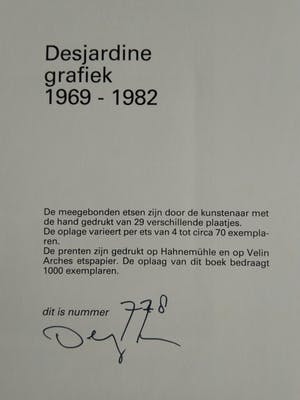 Desjardine
grafiek
1969 - 1982
De meegebonden etsen zijn door de kunstenaar met
de hand gedrukt van 29 verschillende plaatjes.
De oplage varieert per ets van 4 tot circa 70 exempla-
ren.
De prenten zijn gedrukt op Hahnemühle en op Velin
Arches etspapier. De oplaag van dit boek bedraagt
1000 exemplaren.
dit is nummer 778